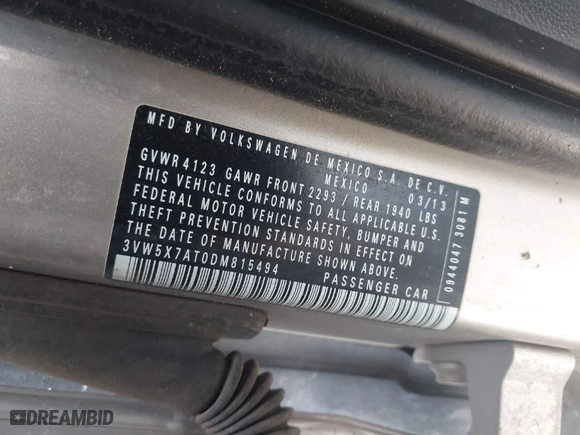 MFD BY VOLKSWAGEN DE MEXICO S.A. DE C.V.
MEXICO 03/13
GVWR 4123 GAWR FRONT 2293 / REAR 1940 LBS
THIS VEHICLE CONFORMS TO ALL APPLICABLE U.S.
FEDERAL MOTOR VEHICLE SAFETY, BUMPER AND
THEFT PREVENTION STANDARDS IN EFFECT ON
THE DATE OF MANUFACTURE SHOWN ABOVE.
3VW5X7AT0DM815494 PASSENGER CAR
0944047 3081 M
DREAMBID